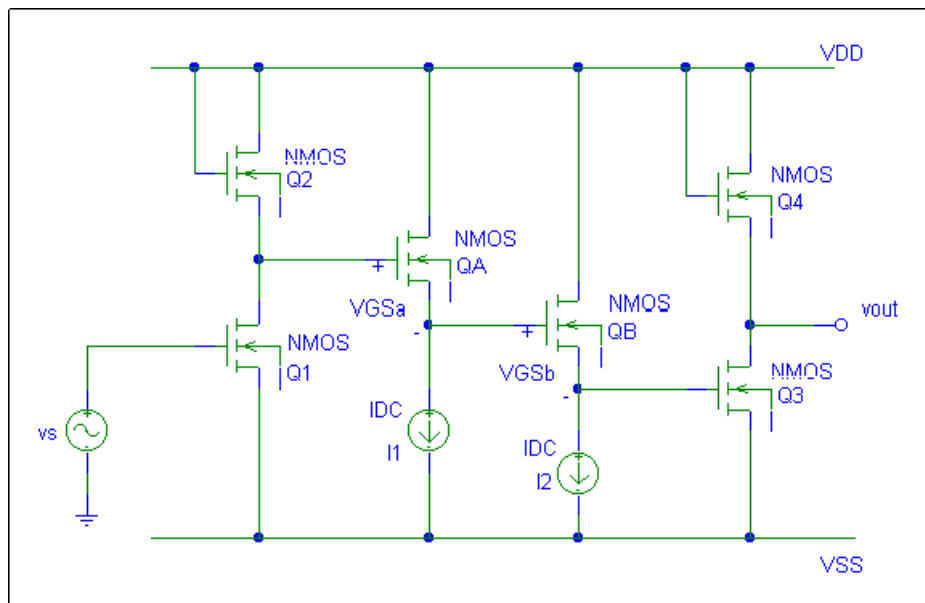 VDD
NMOS
Q2
NMOS
Q4
NMOS
QA
+
VGSa
-
NMOS
QB
+
VGSb
-
vout
NMOS
Q1
NMOS
Q3
vs
+
-
IDC
I1
+
-
IDC
I2
+
-
VSS